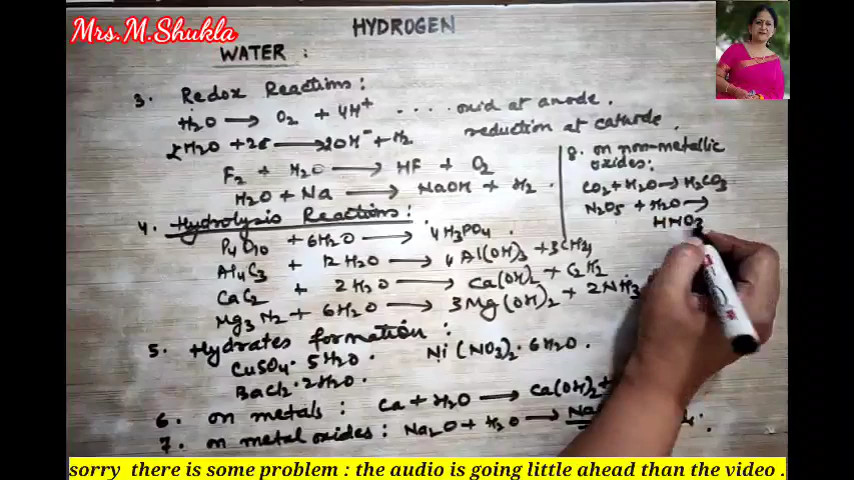 Mrs.M.Shukla
HYDROGEN
WATER :
3. Redox Reactions :
H2O ⟶ O2 + 4H+ .... oxid at anode.
2H2O + 2e ⟶ 2OH- + H2 reduction at catode.
F2 + H2O ⟶ HF + O2
H2O + Na ⟶ NaOH + H2.
4. Hydrolysis Reactions :
P4O10 + 6H2O ⟶ 4H3PO4.
Al4C3 + 12H2O ⟶ 4Al(OH)3 + 3CH4
CaC2 + 2H2O ⟶ Ca(OH)2 + C2H2
Mg3N2 + 6H2O ⟶ 3Mg(OH)2 + 2NH3
5. Hydrates formation :
CuSO4. 5H2O. Ni(NO3)2. 6H2O.
BaCl2. 2H2O.
6. on metals : Ca + H2O ⟶ Ca(OH)2 +
7. on metal oxides : Na2O + H2O ⟶ Na
8. on non-metallic
oxides :
CO2 + H2O ⟶ H2CO3
N2O5 + H2O ⟶
HNO3
sorry there is some problem : the audio is going little ahead than the video .